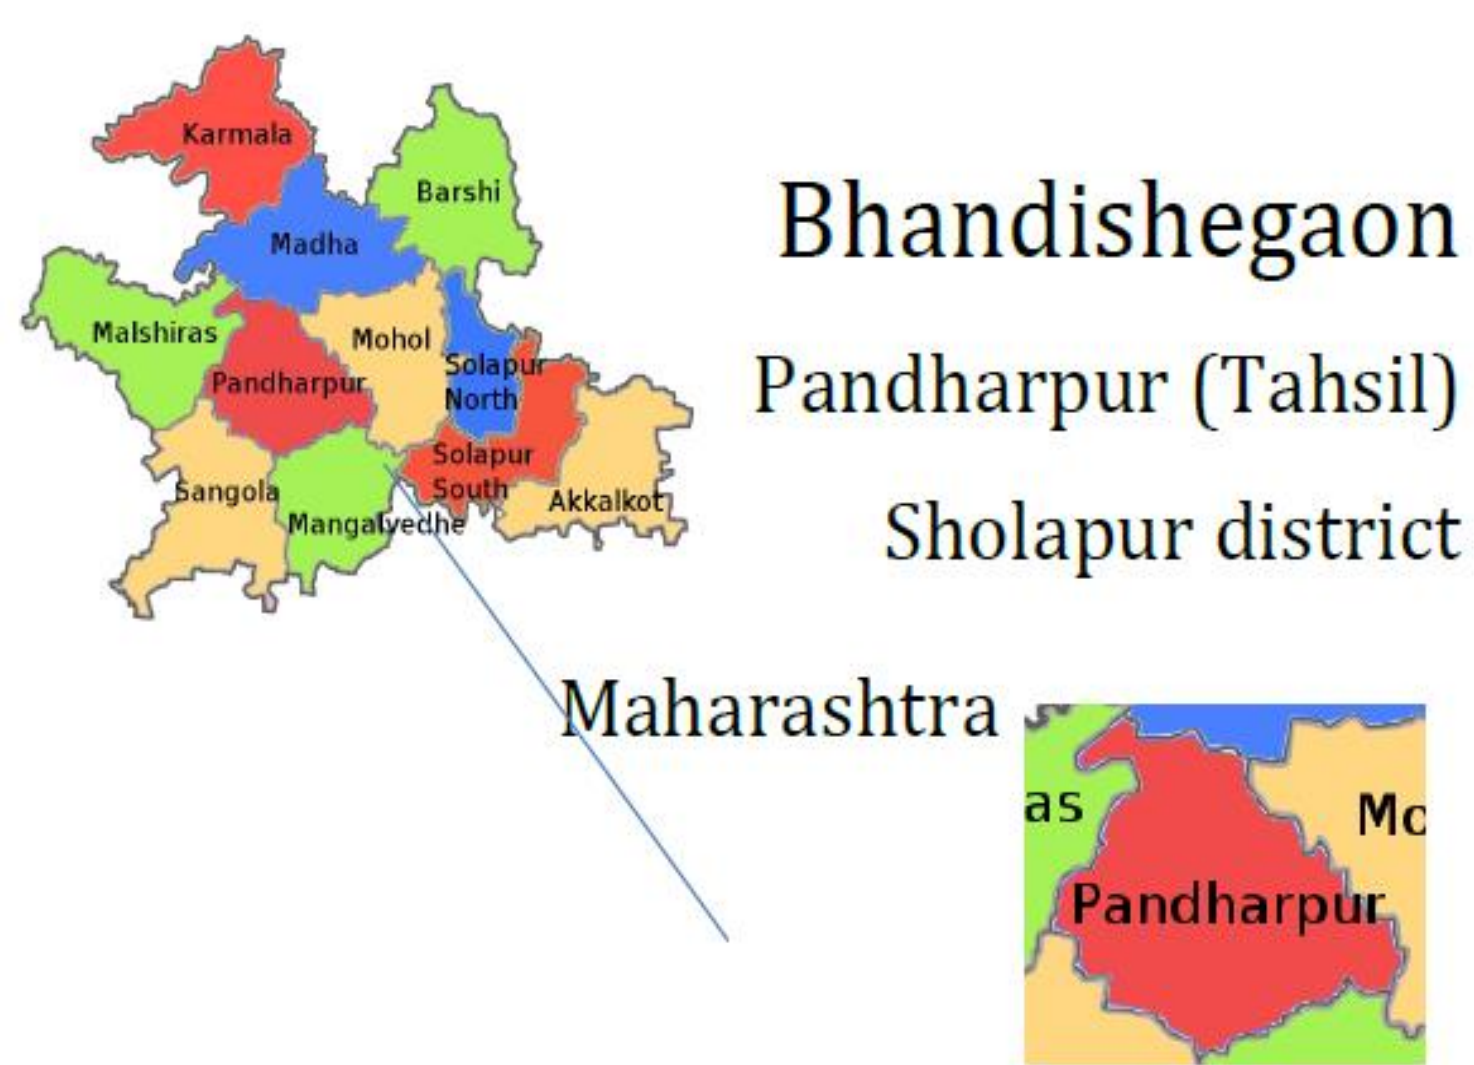 Karmala
Barshi
Madha
Malshiras
Mohol
Solapur
North
Pandharpur
Solapur
South
Sangola
Akkalkot
Mangalvedhe
Bhandishegaon
Pandharpur (Tahsil)
Sholapur district
Maharashtra
as
Mo
Pandharpur